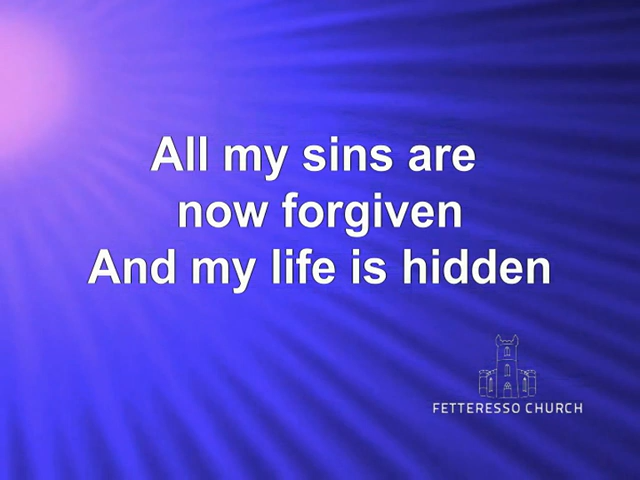 All my sins are
now forgiven
And my life is hidden
FETTERESSO CHURCH